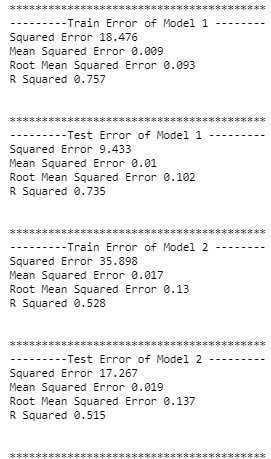 ****************************************
---------Train Error of Model 1 --------
Squared Error 18.476
Mean Squared Error 0.009
Root Mean Squared Error 0.093
R Squared 0.757
****************************************
---------Test Error of Model 1 ---------
Squared Error 9.433
Mean Squared Error 0.01
Root Mean Squared Error 0.102
R Squared 0.735
****************************************
---------Train Error of Model 2 --------
Squared Error 35.898
Mean Squared Error 0.017
Root Mean Squared Error 0.13
R Squared 0.528
****************************************
---------Test Error of Model 2 ---------
Squared Error 17.267
Mean Squared Error 0.019
Root Mean Squared Error 0.137
R Squared 0.515
****************************************